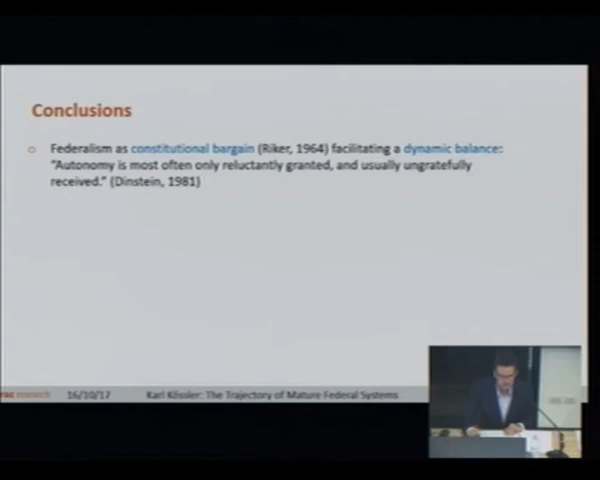 Conclusions
Federalism as constitutional bargain (Riker, 1964) facilitating a dynamic balance:
"Autonomy is most often only reluctantly granted, and usually ungratefully
received." (Dinstein, 1981)
research 16/10/17 Karl Kössler: The Trajectory of Mature Federal Systems